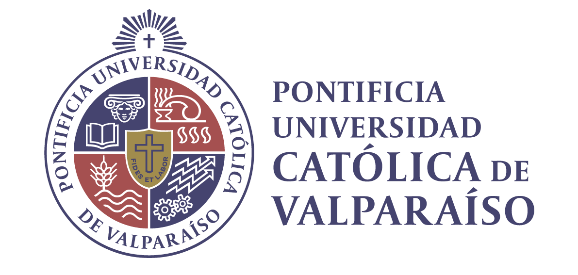 PONTIFICIA UNIVERSIDAD CATÓLICA
DE VALPARAÍSO
FIDES ET LABOR
PONTIFICIA
UNIVERSIDAD
CATÓLICA DE
VALPARAÍSO